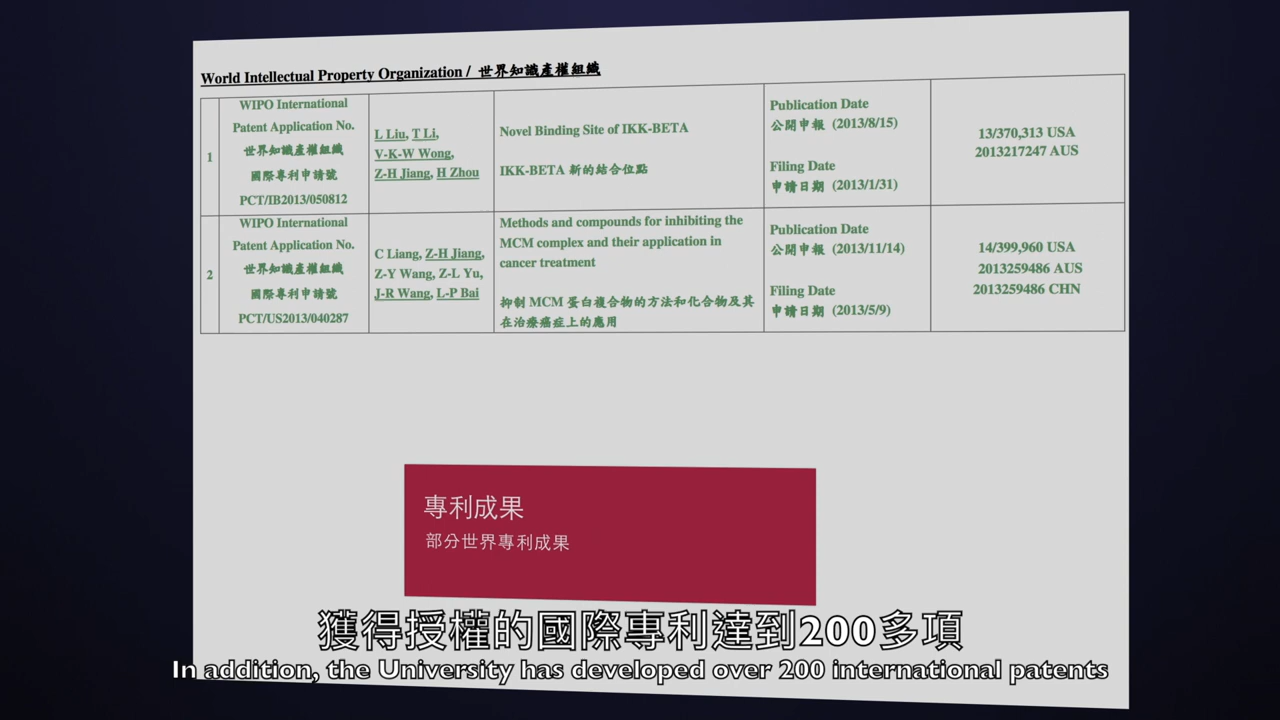 World Intellectual Property Organization / 世界知識產權組織
1
WIPO International
Patent Application No.
世界知識產權組織
國際專利申請號
PCT/IB2013/050812
L Liu, T Li,
V-K-W Wong,
Z-H Jiang, H Zhou
Novel Binding Site of IKK-BETA
IKK-BETA 新的結合位點
Publication Date
公開申報 (2013/8/15)
Filing Date
申請日期 (2013/1/31)
13/370,313 USA
2013217247 AUS
2
WIPO International
Patent Application No.
世界知識產權組織
國際專利申請號
PCT/US2013/040287
C Liang, Z-H Jiang,
Z-Y Wang, Z-L Yu,
J-R Wang, L-P Bai
Methods and compounds for inhibiting the
MCM complex and their application in
cancer treatment
抑制 MCM 蛋白複合物的方法和化合物及其
在治療癌症上的應用
Publication Date
公開申報 (2013/11/14)
Filing Date
申請日期 (2013/5/9)
14/399,960 USA
2013259486 AUS
2013259486 CHN
專利成果
部分世界專利成果
獲得授權的國際專利達到200多項
In addition, the University has developed over 200 international patents